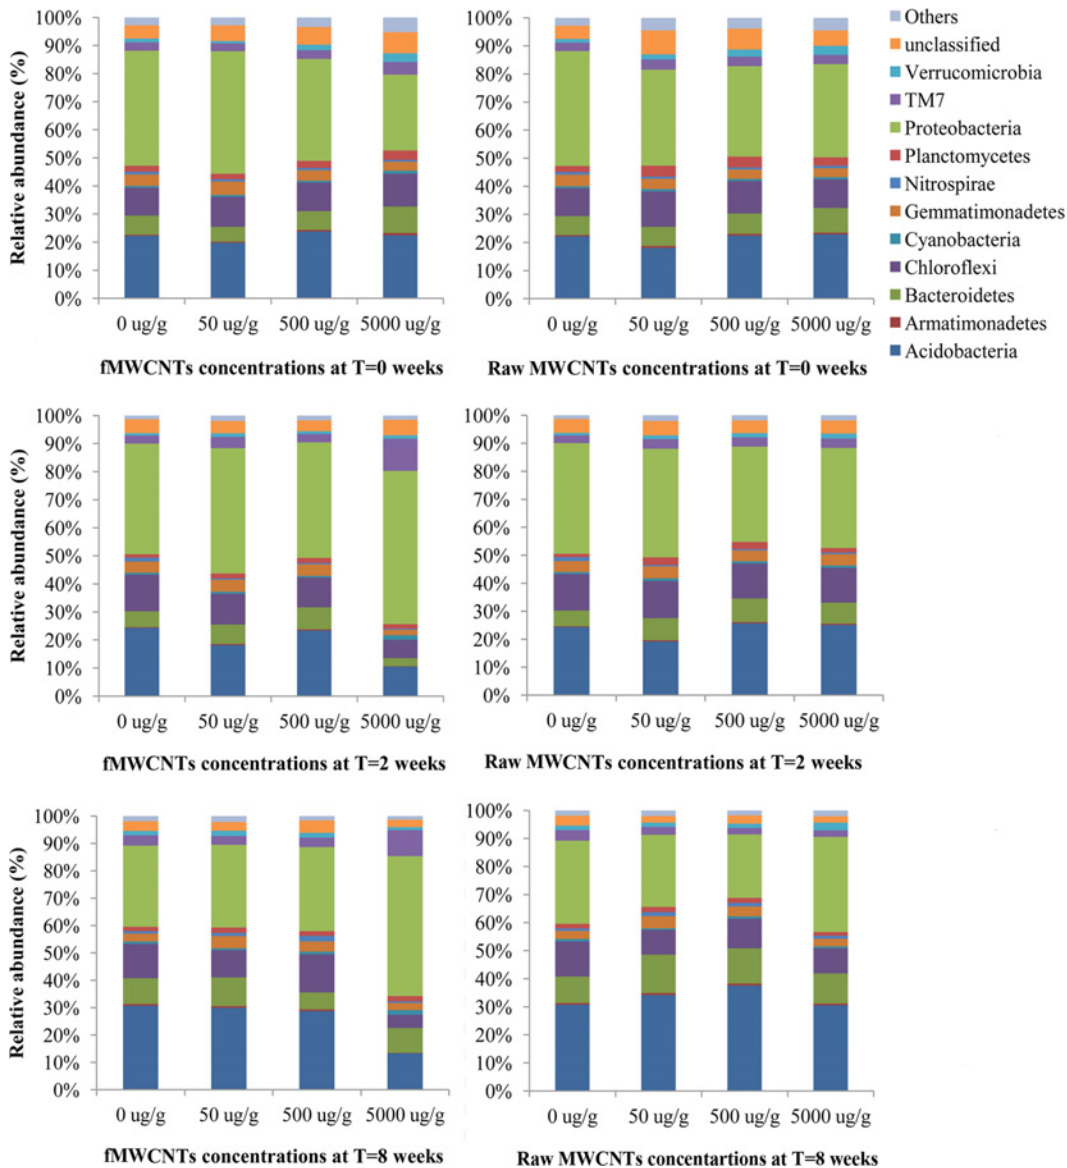 Relative abundance (%)
100%
90%
80%
70%
60%
50%
40%
30%
20%
10%
0%
0 ug/g 50 ug/g 500 ug/g 5000 ug/g
fMWCNTs concentrations at T=0 weeks
100%
90%
80%
70%
60%
50%
40%
30%
20%
10%
0%
0 ug/g 50 ug/g 500 ug/g 5000 ug/g
Raw MWCNTs concentrations at T=0 weeks
Others
unclassified
Verrucomicrobia
TM7
Proteobacteria
Planctomycetes
Nitrospirae
Gemmatimonadetes
Cyanobacteria
Chloroflexi
Bacteroidetes
Armatimonadetes
Acidobacteria
Relative abundance (%)
100%
90%
80%
70%
60%
50%
40%
30%
20%
10%
0%
0 ug/g 50 ug/g 500 ug/g 5000 ug/g
fMWCNTs concentrations at T=2 weeks
100%
90%
80%
70%
60%
50%
40%
30%
20%
10%
0%
0 ug/g 50 ug/g 500 ug/g 5000 ug/g
Raw MWCNTs concentrations at T=2 weeks
Relative abundance (%)
100%
90%
80%
70%
60%
50%
40%
30%
20%
10%
0%
0 ug/g 50 ug/g 500 ug/g 5000 ug/g
fMWCNTs concentrations at T=8 weeks
100%
90%
80%
70%
60%
50%
40%
30%
20%
10%
0%
0 ug/g 50 ug/g 500 ug/g 5000 ug/g
Raw MWCNTs concentartions at T=8 weeks